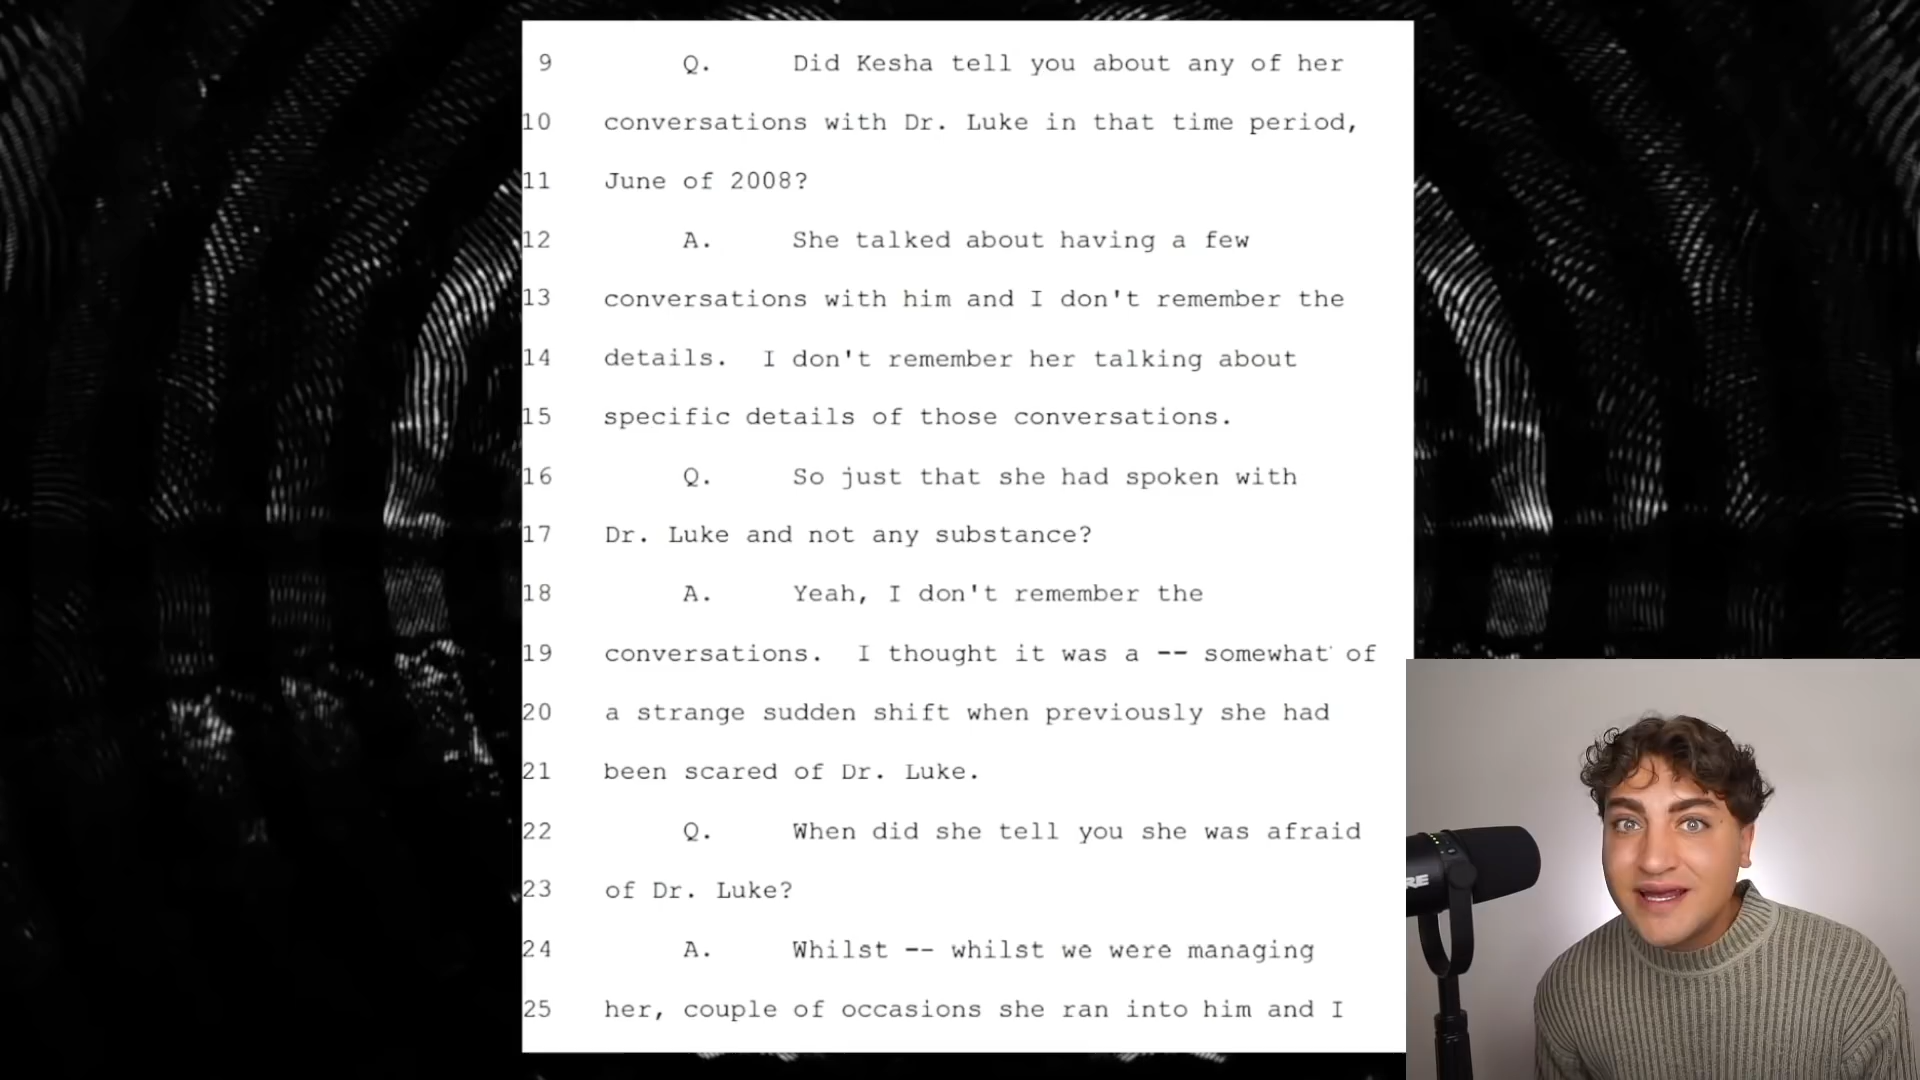 9 Q. Did Kesha tell you about any of her
10 conversations with Dr. Luke in that time period,
11 June of 2008?
12 A. She talked about having a few
13 conversations with him and I don't remember the
14 details. I don't remember her talking about
15 specific details of those conversations.
16 Q. So just that she had spoken with
17 Dr. Luke and not any substance?
18 A. Yeah, I don't remember the
19 conversations. I thought it was a -- somewhat of
20 a strange sudden shift when previously she had
21 been scared of Dr. Luke.
22 Q. When did she tell you she was afraid
23 of Dr. Luke?
24 A. Whilst -- whilst we were managing
25 her, couple of occasions she ran into him and I
RE